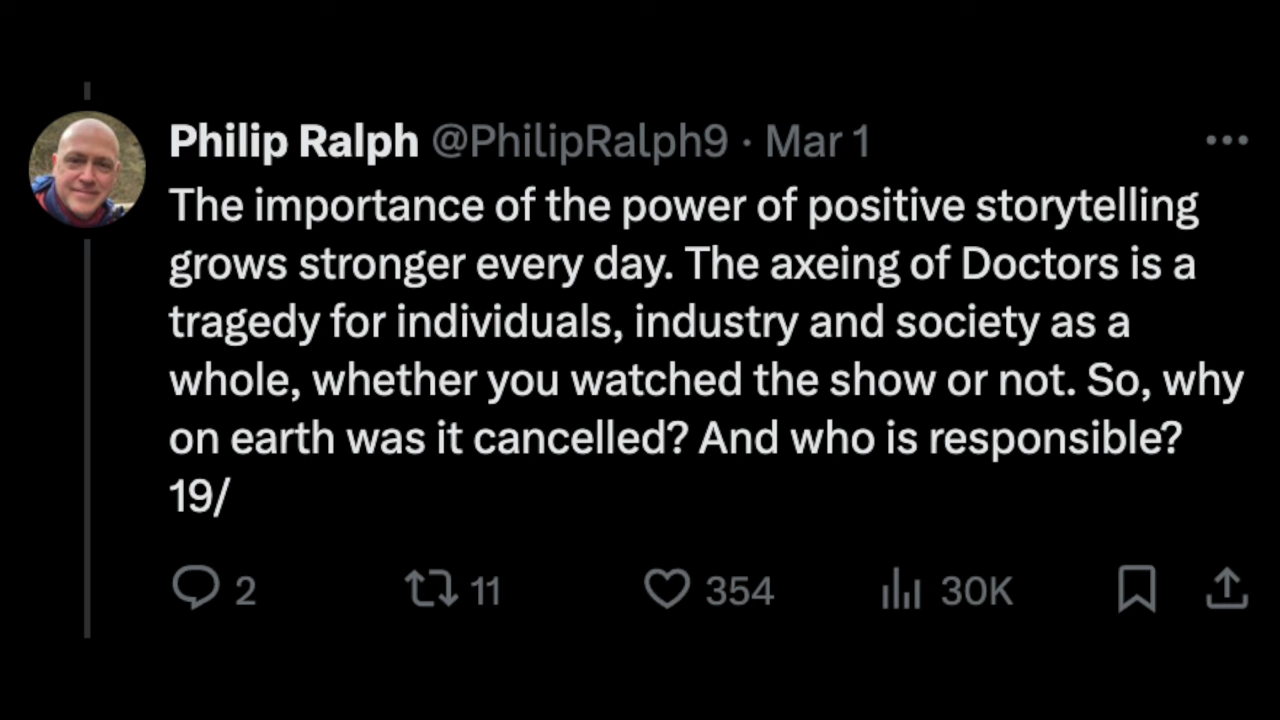 Philip Ralph @PhilipRalph9 · Mar 1
The importance of the power of positive storytelling
grows stronger every day. The axeing of Doctors is a
tragedy for individuals, industry and society as a
whole, whether you watched the show or not. So, why
on earth was it cancelled? And who is responsible?
19/
2 11 354 30K